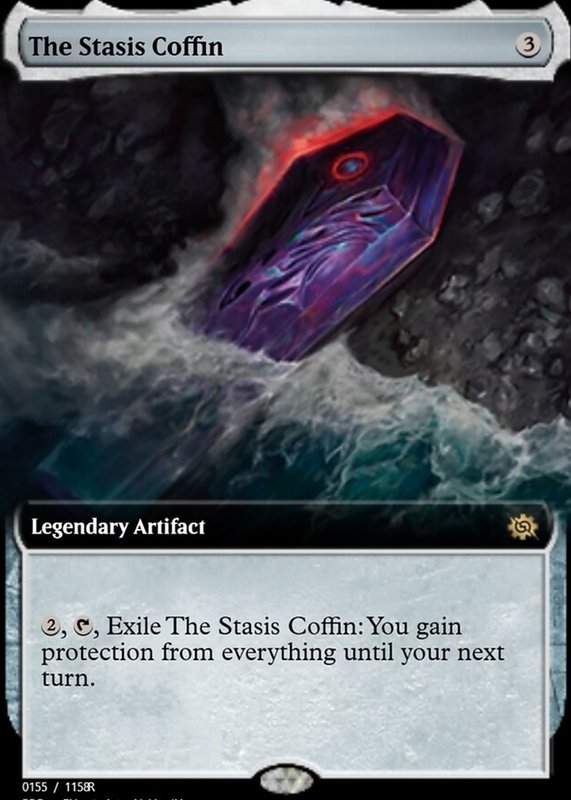 The Stasis Coffin 3
Legendary Artifact
2, , Exile The Stasis Coffin: You gain
protection from everything until your next
turn.
0155 / 1158R